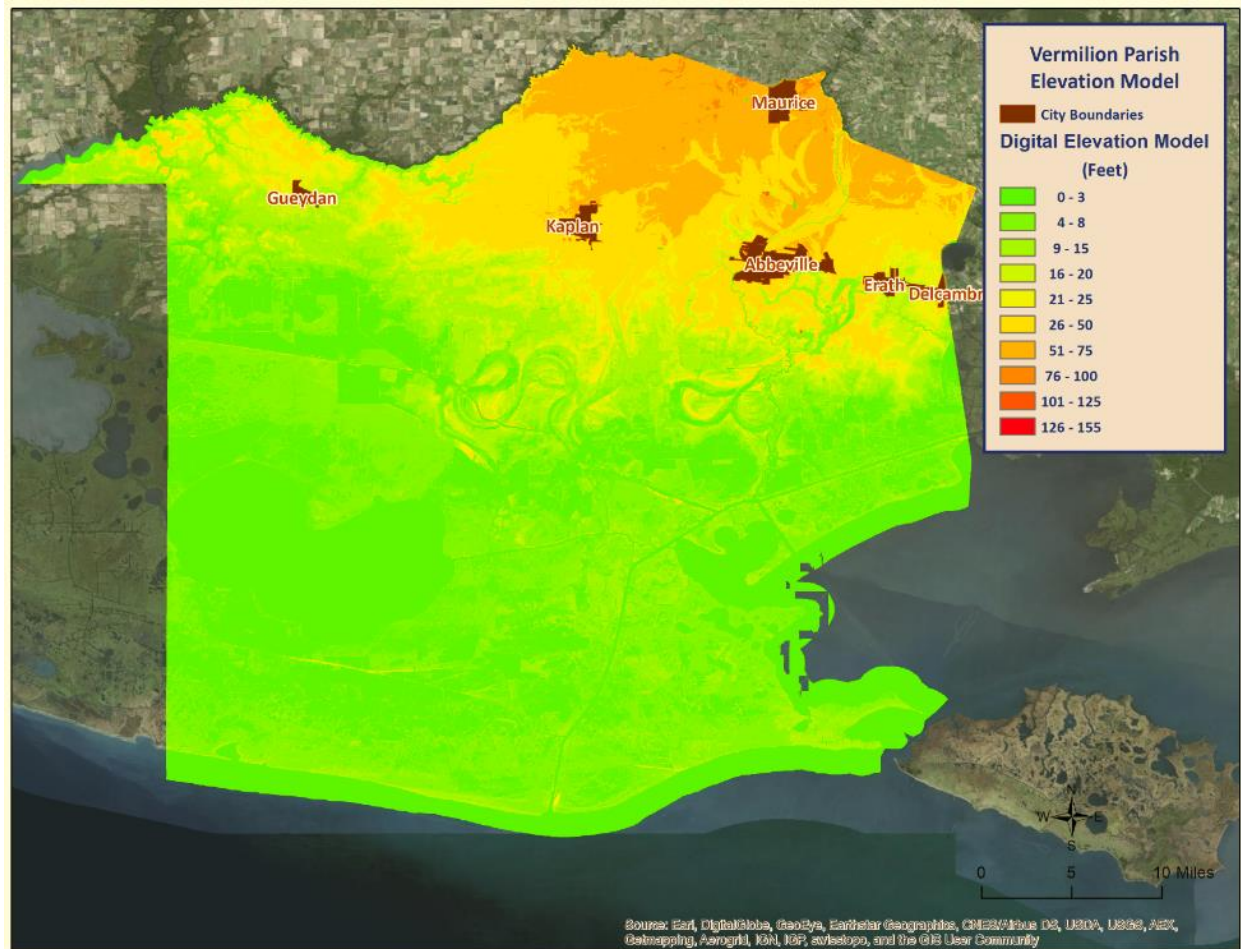 Vermilion Parish
Elevation Model
City Boundaries
Digital Elevation Model
(Feet)
0 - 3
4 - 8
9 - 15
16 - 20
21 - 25
26 - 50
51 - 75
76 - 100
101 - 125
126 - 155
Maurice
Gueydan
Kaplan
Abbeville
Erath
Delcambr
N
W E
S
0 5 10 Miles
Source: Esri, DigitalGlobe, GeoEye, Earthstar Geographics, CNES/Airbus DS, USDA, USGS, AEX,
Getmapping, Aerogrid, IGN, IGP, swisstopo, and the GIS User Community